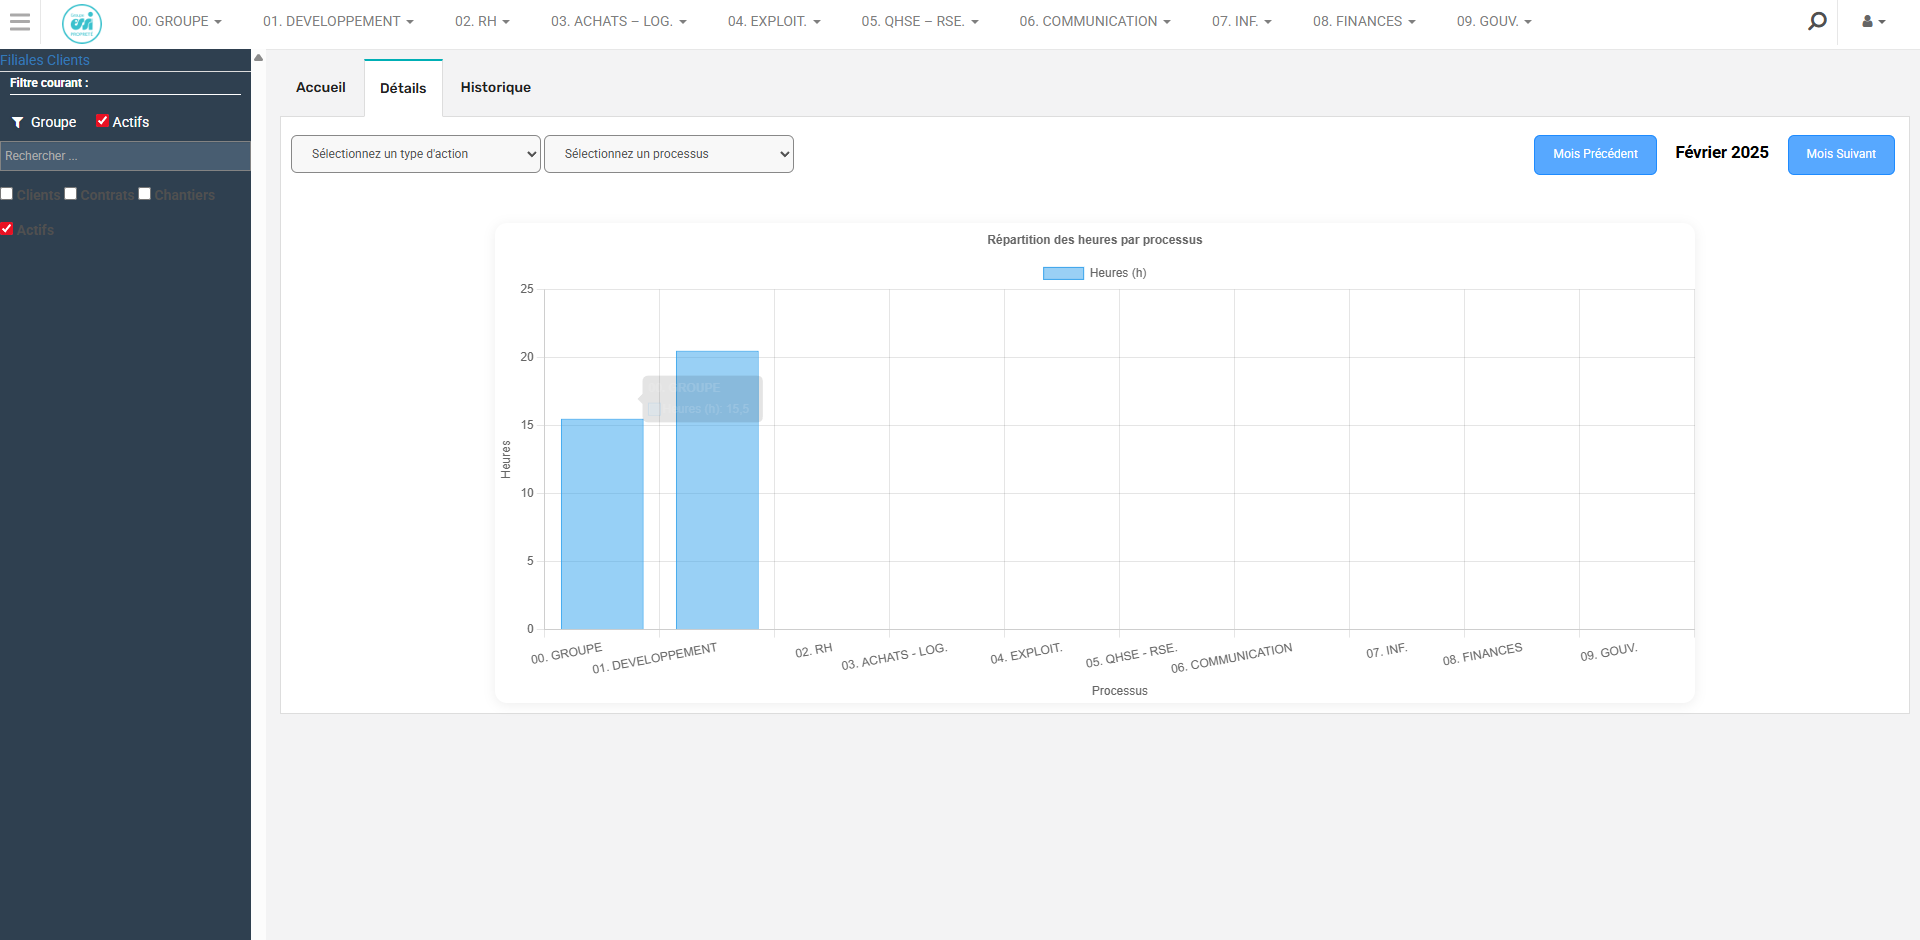 00. GROUPE 01. DEVELOPPEMENT 02. RH 03. ACHATS – LOG. 04. EXPLOIT. 05. QHSE – RSE. 06. COMMUNICATION 07. INF. 08. FINANCES 09. GOUV.
Filiales Clients
Filtre courant :
Groupe Actifs
Rechercher ...
Clients Contrats Chantiers
Actifs
Accueil Détails Historique
Sélectionnez un type d'action Sélectionnez un processus Mois Précédent Février 2025 Mois Suivant
Répartition des heures par processus
Heures (h)
25
20
15
10
5
0
Heures
GROUPE
Heures (h): 15,5
00. GROUPE 01. DEVELOPPEMENT 02. RH 03. ACHATS - LOG. 04. EXPLOIT. 05. QHSE - RSE. 06. COMMUNICATION 07. INF. 08. FINANCES 09. GOUV.
Processus